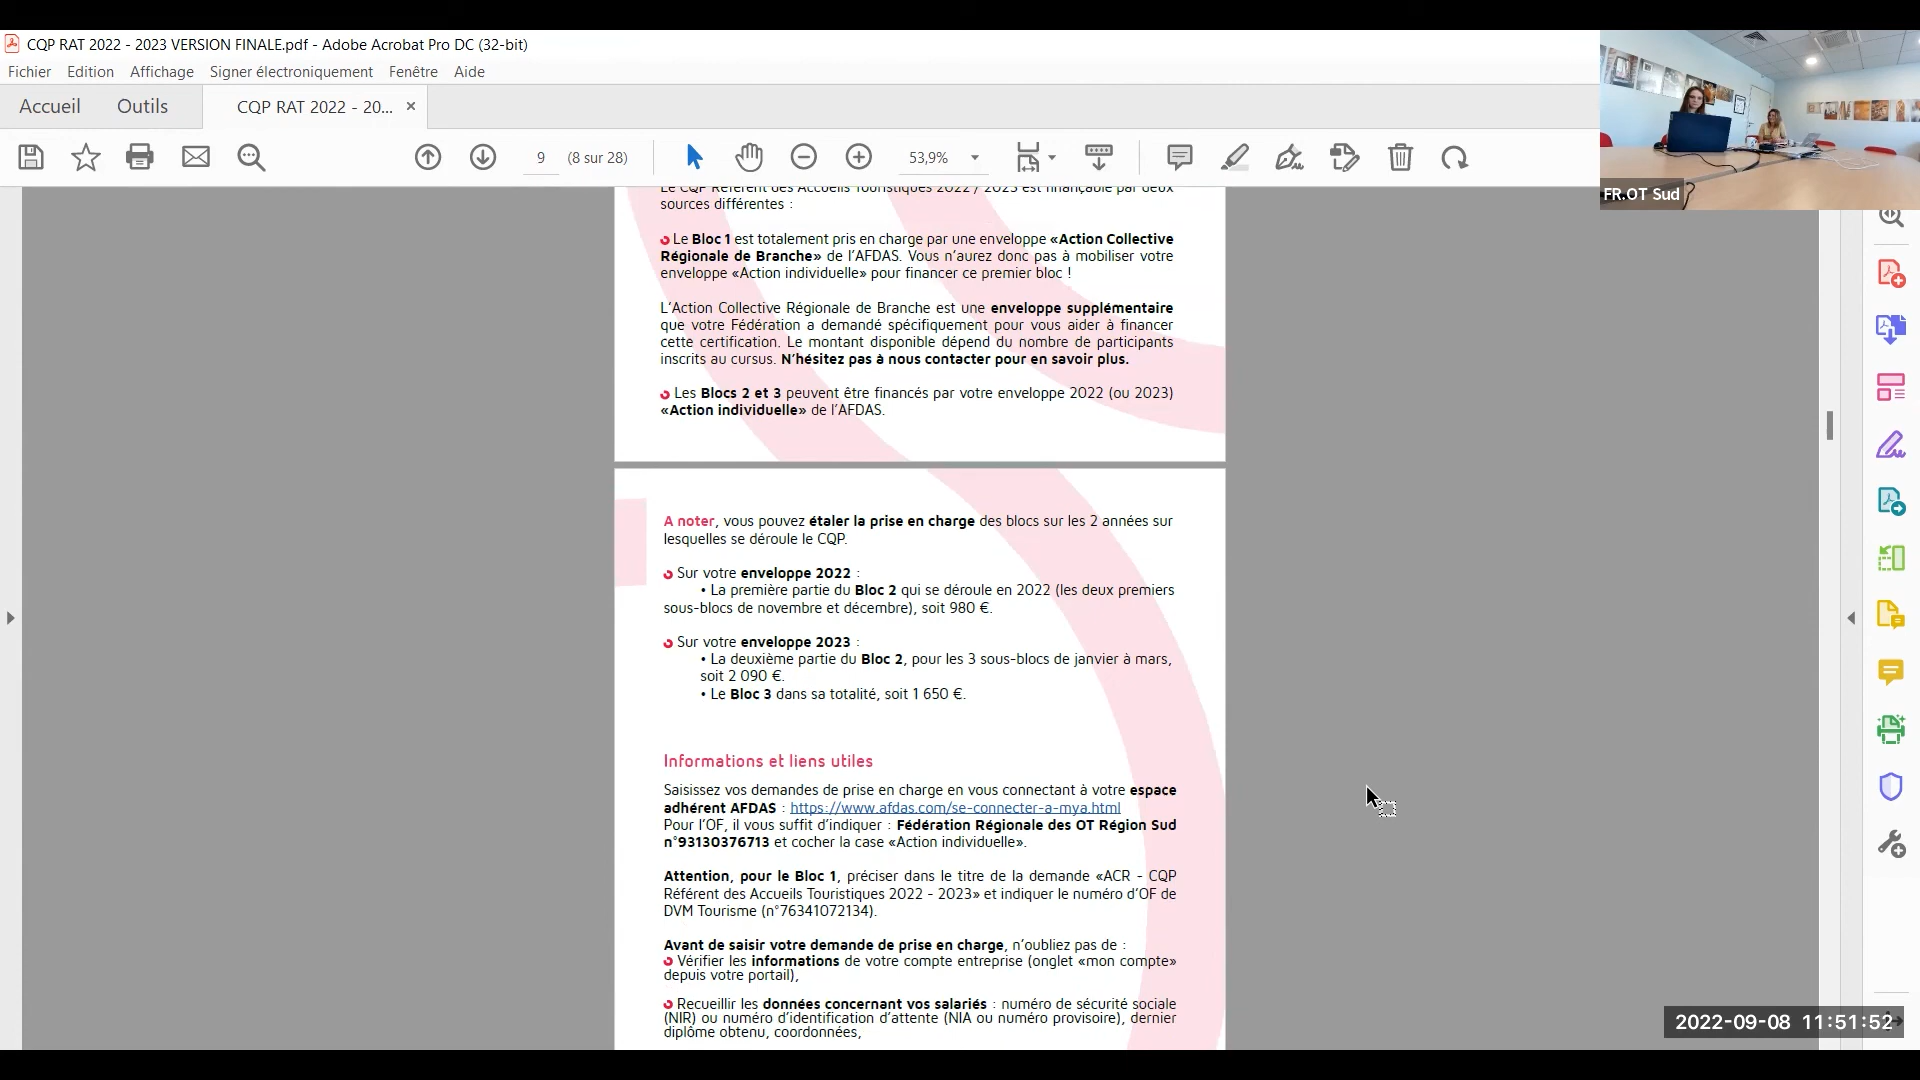 CQP RAT 2022 - 2023 VERSION FINALE.pdf - Adobe Acrobat Pro DC (32-bit)
Fichier Edition Affichage Signer électroniquement Fenêtre Aide
Accueil Outils CQP RAT 2022 - 20... ×
9 (8 sur 28) 53,9%
FR.OT Sud
Le CQP Référent des Accueils Touristiques 2022 / 2023 est finançable par deux
sources différentes :
Le Bloc 1 est totalement pris en charge par une enveloppe «Action Collective
Régionale de Branche» de l'AFDAS. Vous n'aurez donc pas à mobiliser votre
enveloppe «Action individuelle» pour financer ce premier bloc !
L'Action Collective Régionale de Branche est une enveloppe supplémentaire
que votre Fédération a demandé spécifiquement pour vous aider à financer
cette certification. Le montant disponible dépend du nombre de participants
inscrits au cursus. N'hésitez pas à nous contacter pour en savoir plus.
Les Blocs 2 et 3 peuvent être financés par votre enveloppe 2022 (ou 2023)
«Action individuelle» de l'AFDAS.
A noter, vous pouvez étaler la prise en charge des blocs sur les 2 années sur
lesquelles se déroule le CQP.
Sur votre enveloppe 2022 :
• La première partie du Bloc 2 qui se déroule en 2022 (les deux premiers
sous-blocs de novembre et décembre), soit 980 €.
Sur votre enveloppe 2023 :
• La deuxième partie du Bloc 2, pour les 3 sous-blocs de janvier à mars,
soit 2 090 €.
• Le Bloc 3 dans sa totalité, soit 1 650 €.
Informations et liens utiles
Saisissez vos demandes de prise en charge en vous connectant à votre espace
adhérent AFDAS : https://www.afdas.com/se-connecter-a-mya.html
Pour l'OF, il vous suffit d'indiquer : Fédération Régionale des OT Région Sud
n°93130376713 et cocher la case «Action individuelle».
Attention, pour le Bloc 1, préciser dans le titre de la demande «ACR - CQP
Référent des Accueils Touristiques 2022 - 2023» et indiquer le numéro d'OF de
DVM Tourisme (n°76341072134).
Avant de saisir votre demande de prise en charge, n'oubliez pas de :
Vérifier les informations de votre compte entreprise (onglet «mon compte»
depuis votre portail),
Recueillir les données concernant vos salariés : numéro de sécurité sociale
(NIR) ou numéro d'identification d'attente (NIA ou numéro provisoire), dernier
diplôme obtenu, coordonnées,
2022-09-08 11:51:52